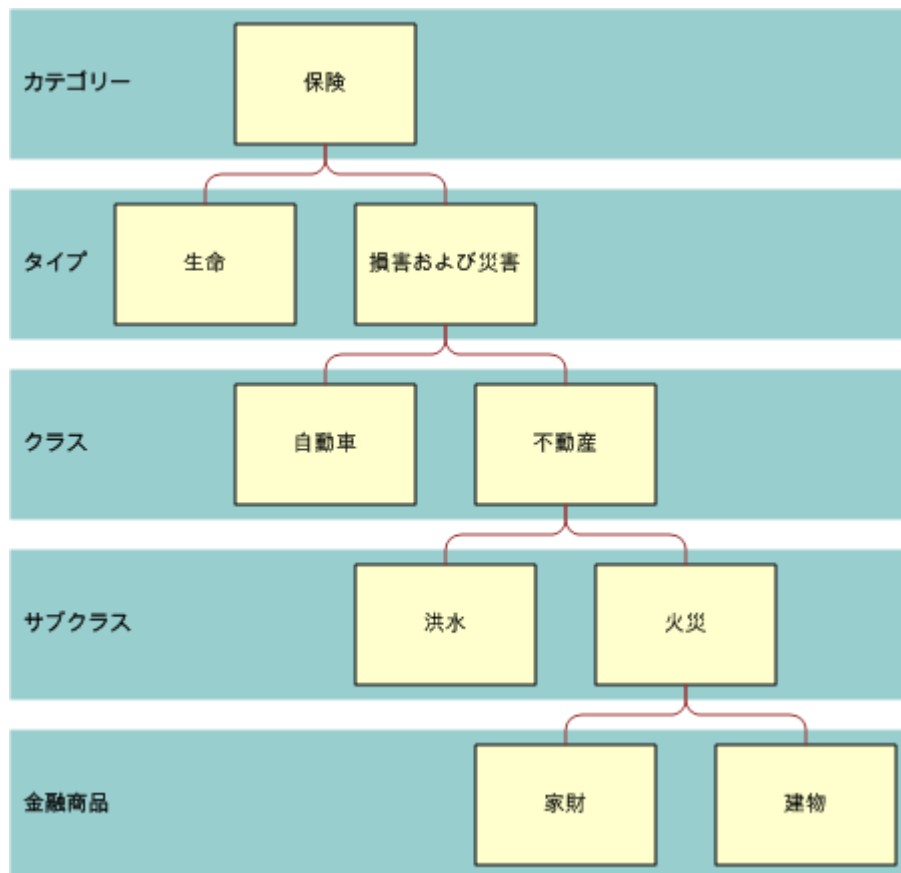 カテゴリー
保険
タイプ
生命
損害および災害
クラス
自動車
不動産
サブクラス
洪水
火災
金融商品
家財
建物